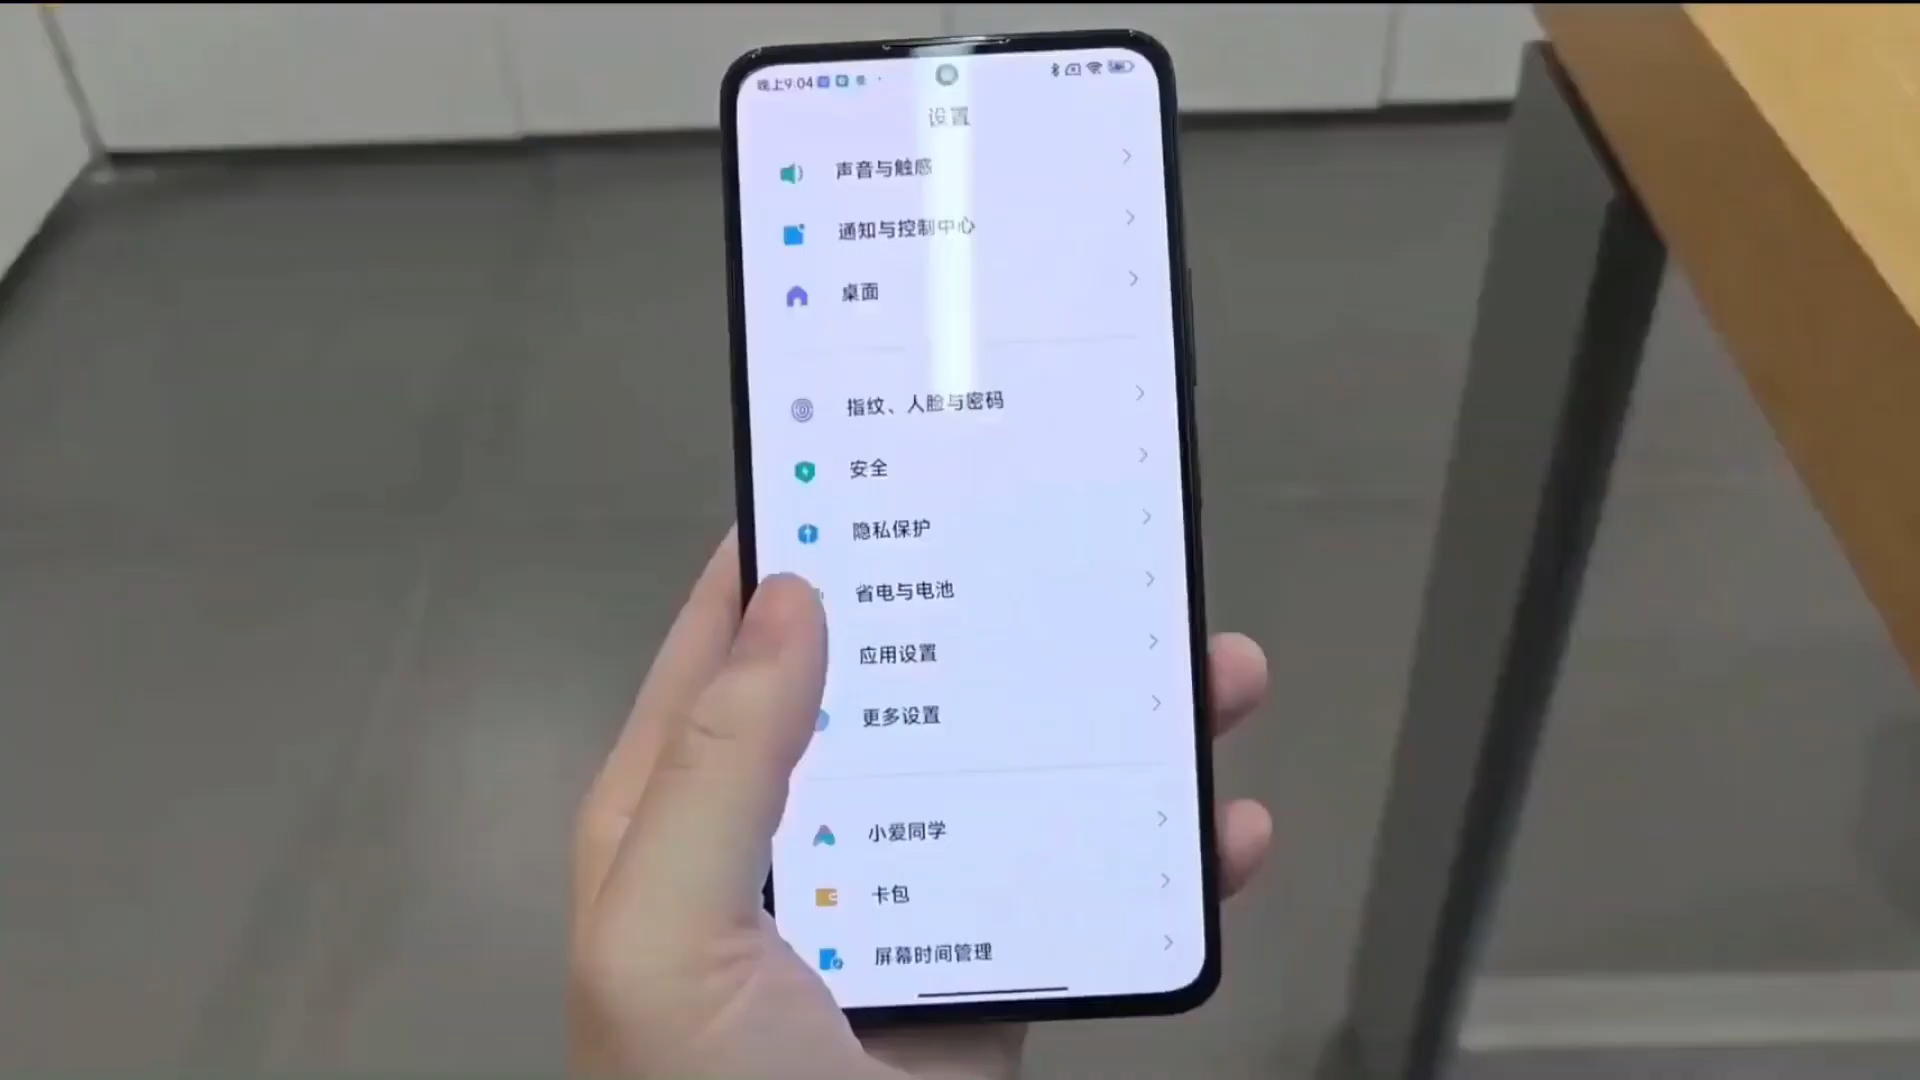 晚上9:04
设置
声音与触感
通知与控制中心
桌面
指纹、人脸与密码
安全
隐私保护
省电与电池
应用设置
更多设置
小爱同学
卡包
屏幕时间管理